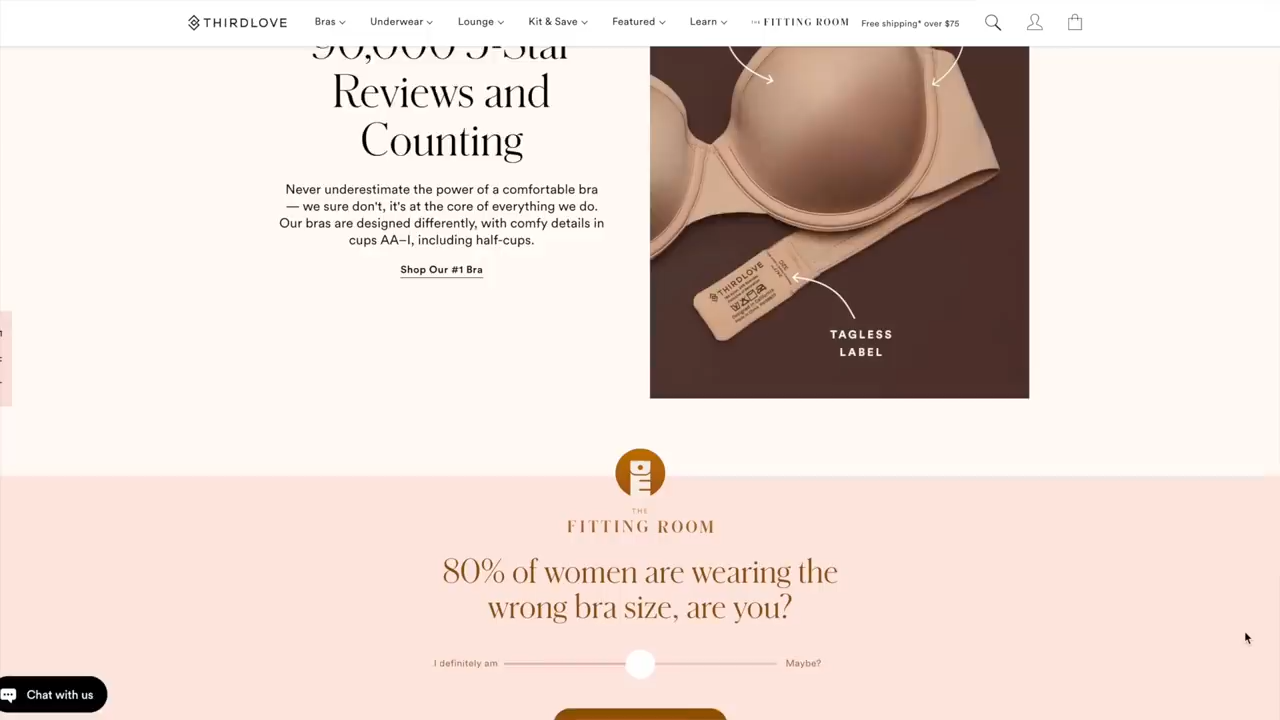 THIRDLOVE
Bras
Underwear
Lounge
Kit & Save
Featured
Learn
THE FITTING ROOM
Free shipping* over $75
90,000 5-Star
Reviews and
Counting
Never underestimate the power of a comfortable bra
— we sure don't, it's at the core of everything we do.
Our bras are designed differently, with comfy details in
cups AA–I, including half-cups.
Shop Our #1 Bra
THIRDLOVE
TAGLESS
LABEL
THE
FITTING ROOM
80% of women are wearing the
wrong bra size, are you?
I definitely am
Maybe?
Chat with us